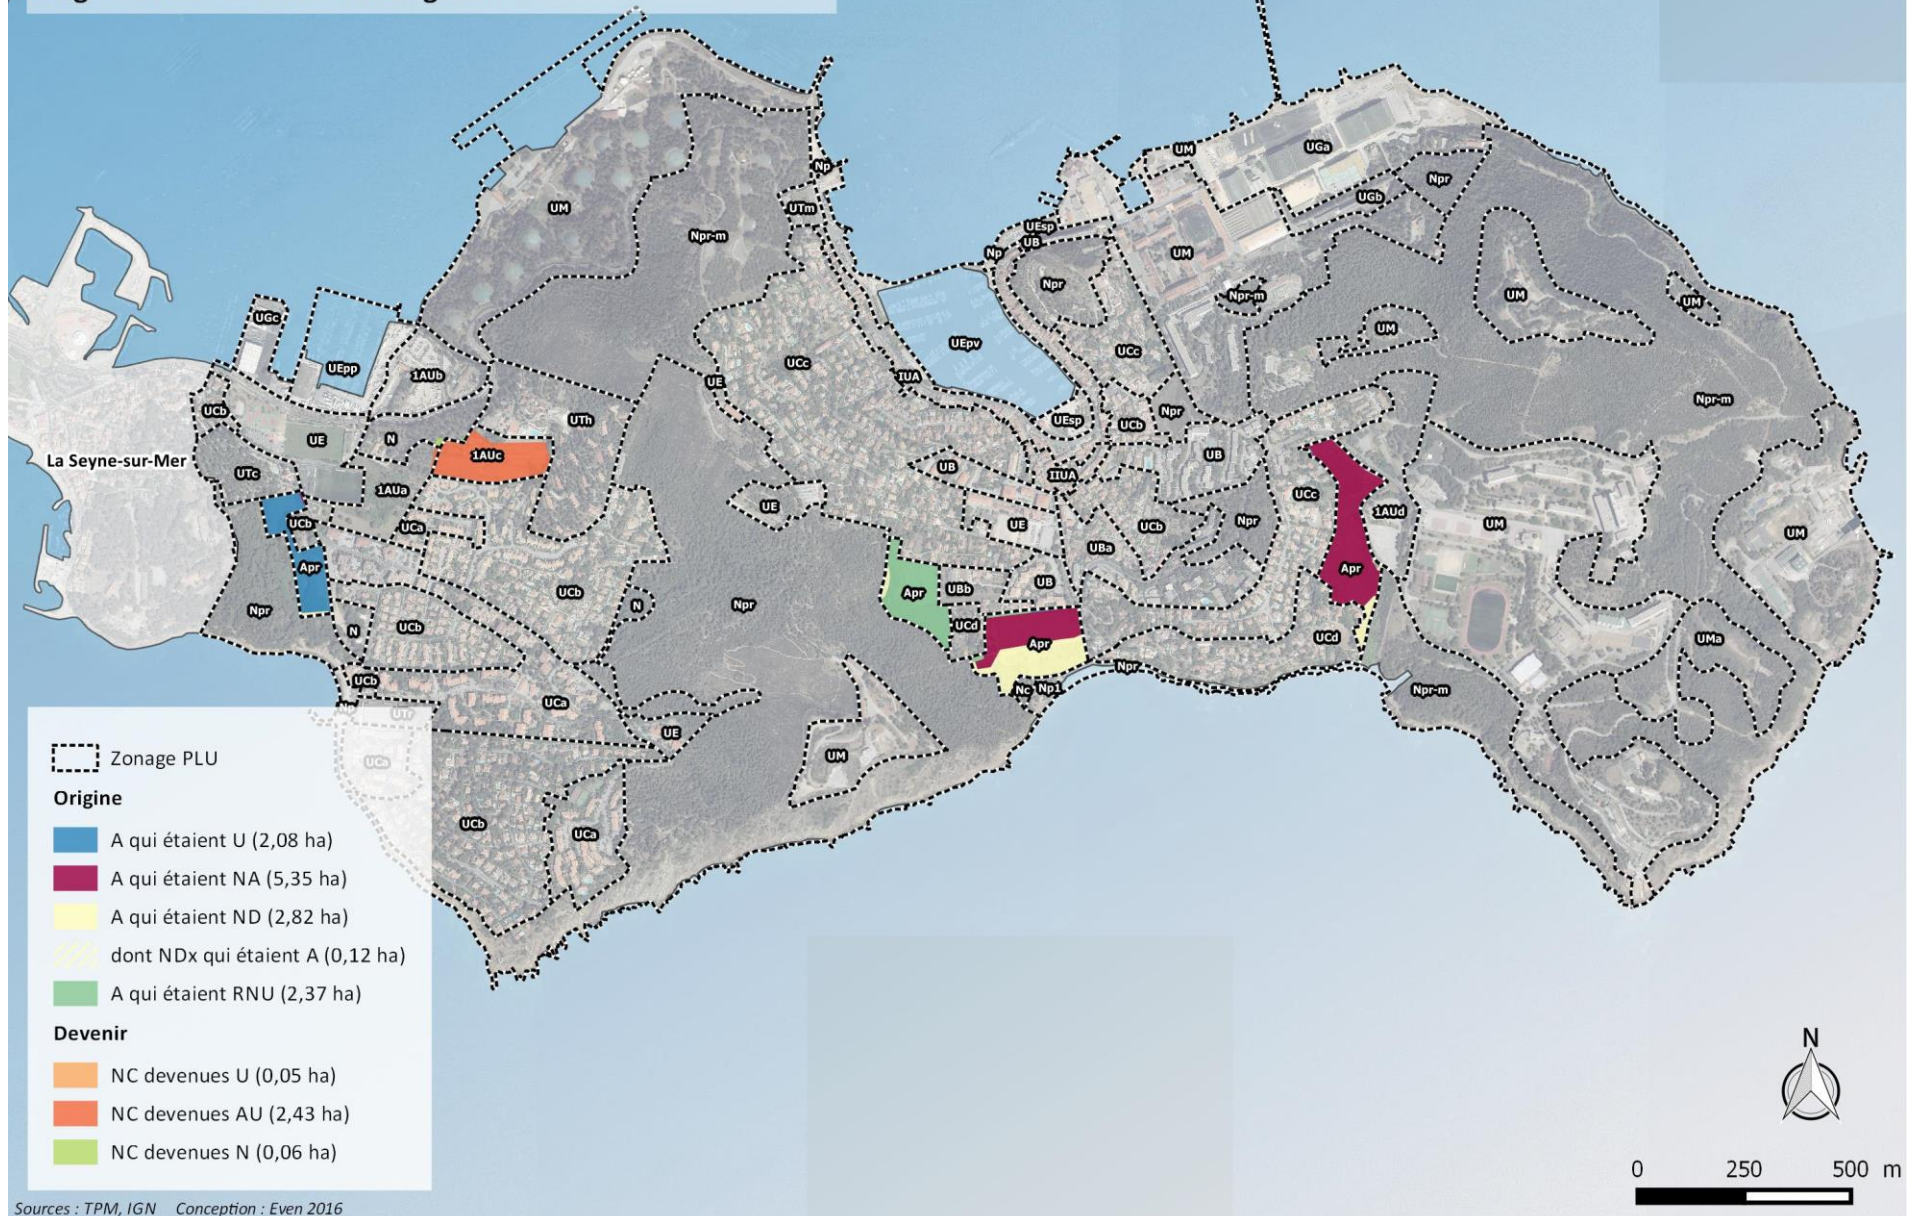 UM
Npr-m
Np
UTm
UM
UGa
Npr
UGb
UEsp
UB
Np
UM
Npr
Npr-m
UM
UM
UM
UGc
UEpp
1AUb
UEpv
UCc
UCc
UE
IUA
Npr-m
UCb
UTh
UEsp
UCb
Npr
UE
N
1AUc
La Seyne-sur-Mer
UTc
UB
UB
IIUA
1AUa
UCc
1AUd
UE
UCb
UCa
UE
UCb
Npr
UM
UM
UBa
Apr
Apr
UCb
Apr
UBb
UB
Npr
N
Npr
N
UCb
UCd
Apr
UCd
UMa
Npr
UCb
Nc
Np1
Npr-m
UCa
Np
UTr
UE
UM
UCa
UCb
UCa
Zonage PLU
Origine
A qui étaient U (2,08 ha)
A qui étaient NA (5,35 ha)
A qui étaient ND (2,82 ha)
dont NDx qui étaient A (0,12 ha)
A qui étaient RNU (2,37 ha)
Devenir
NC devenues U (0,05 ha)
NC devenues AU (2,43 ha)
NC devenues N (0,06 ha)
N
0 250 500 m
Sources : TPM, IGN Conception : Even 2016